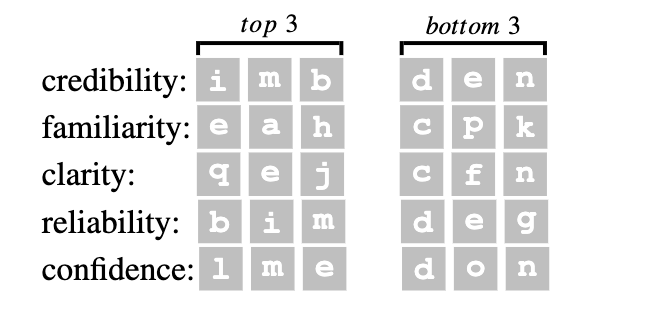 top 3 bottom 3
credibility: i m b d e n
familiarity: e a h c p k
clarity: q e j c f n
reliability: b i m d e g
confidence: l m e d o n